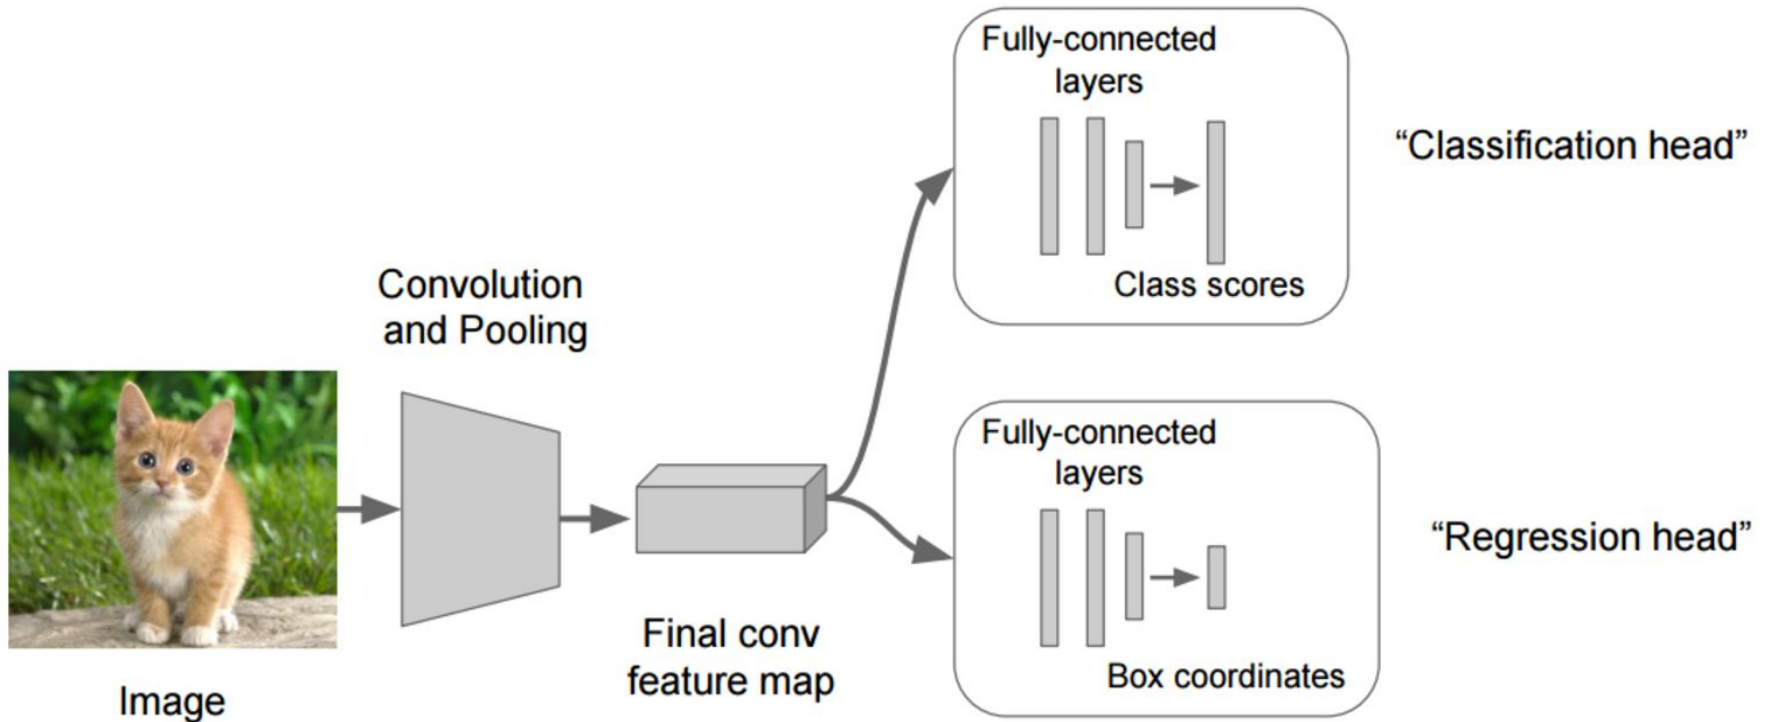 Fully-connected
layers
Class scores
“Classification head”
Convolution
and Pooling
Image
Final conv
feature map
Fully-connected
layers
Box coordinates
“Regression head”